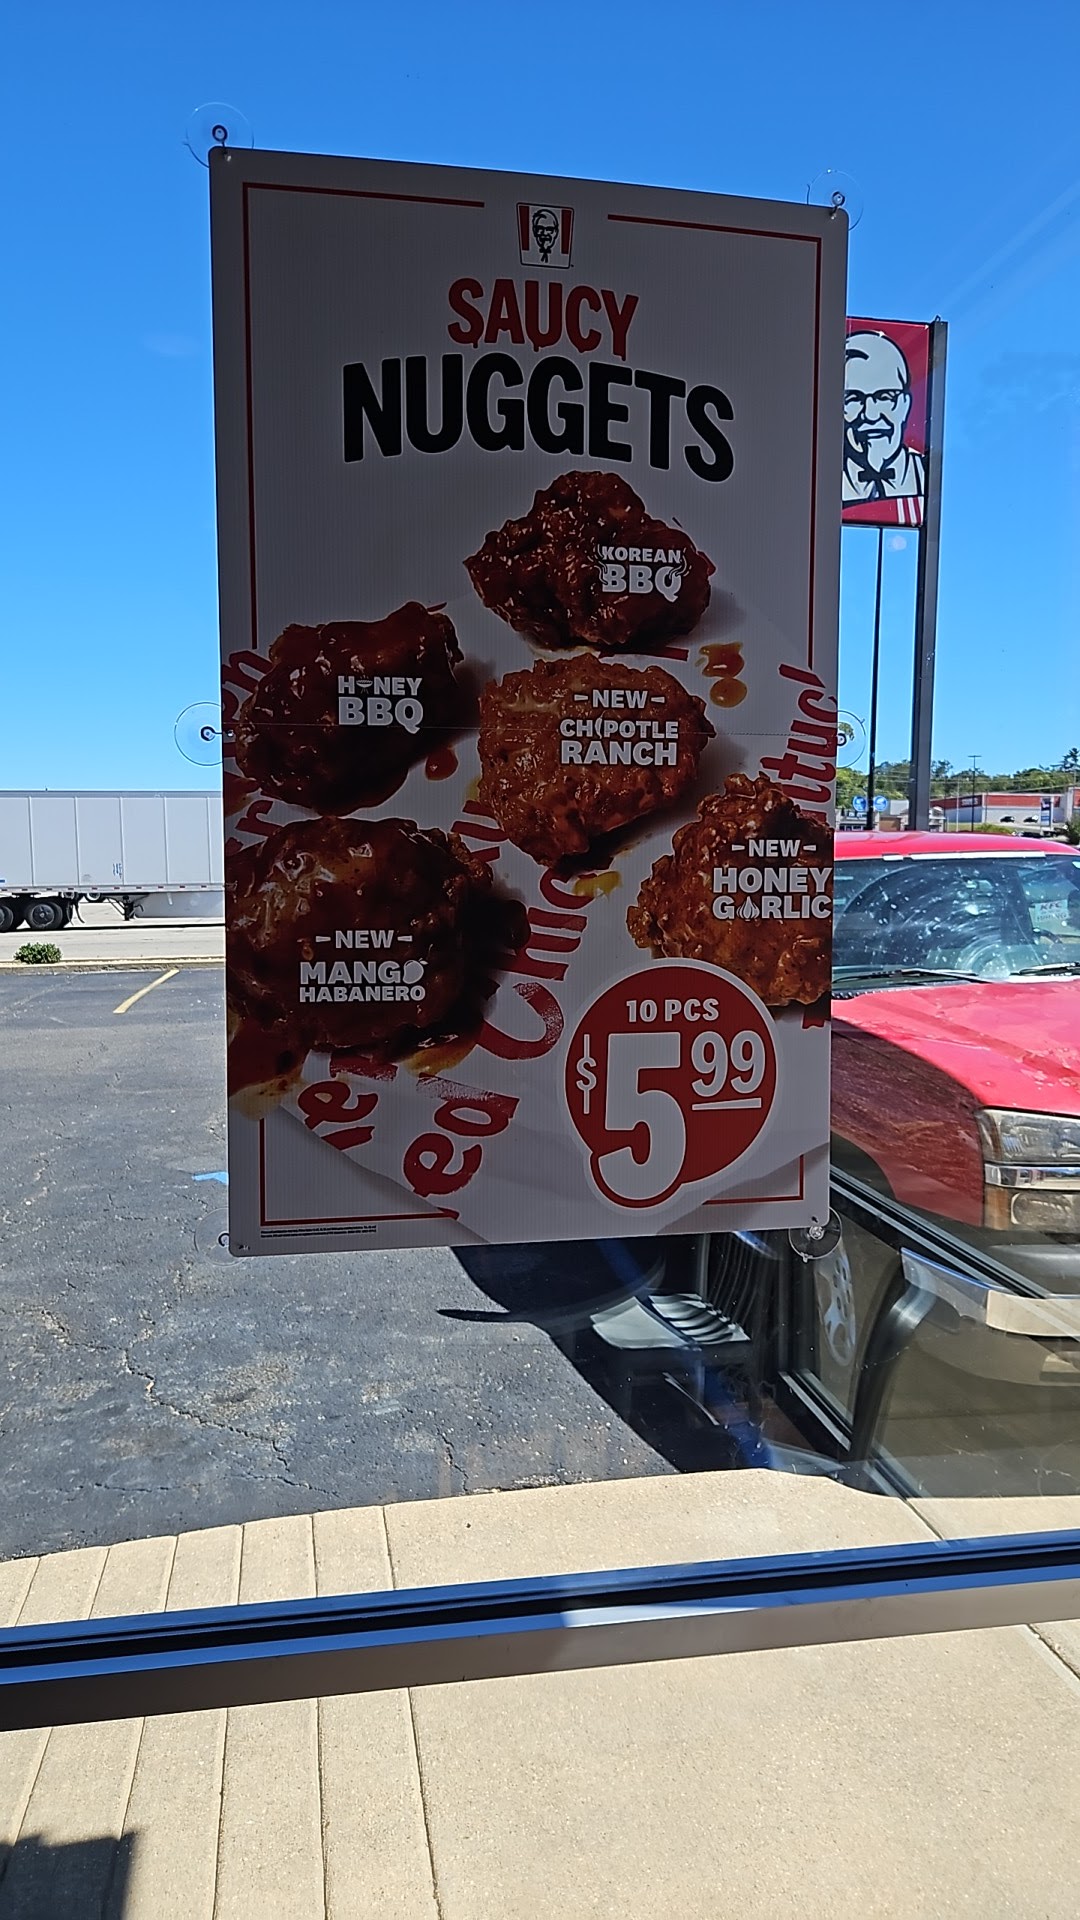 SAUCY
NUGGETS
KOREAN
BBQ
HONEY
BBQ
-NEW-
CHIPOTLE
RANCH
-NEW-
HONEY
GARLIC
-NEW-
MANGO
HABANERO
10 PCS
$5.99